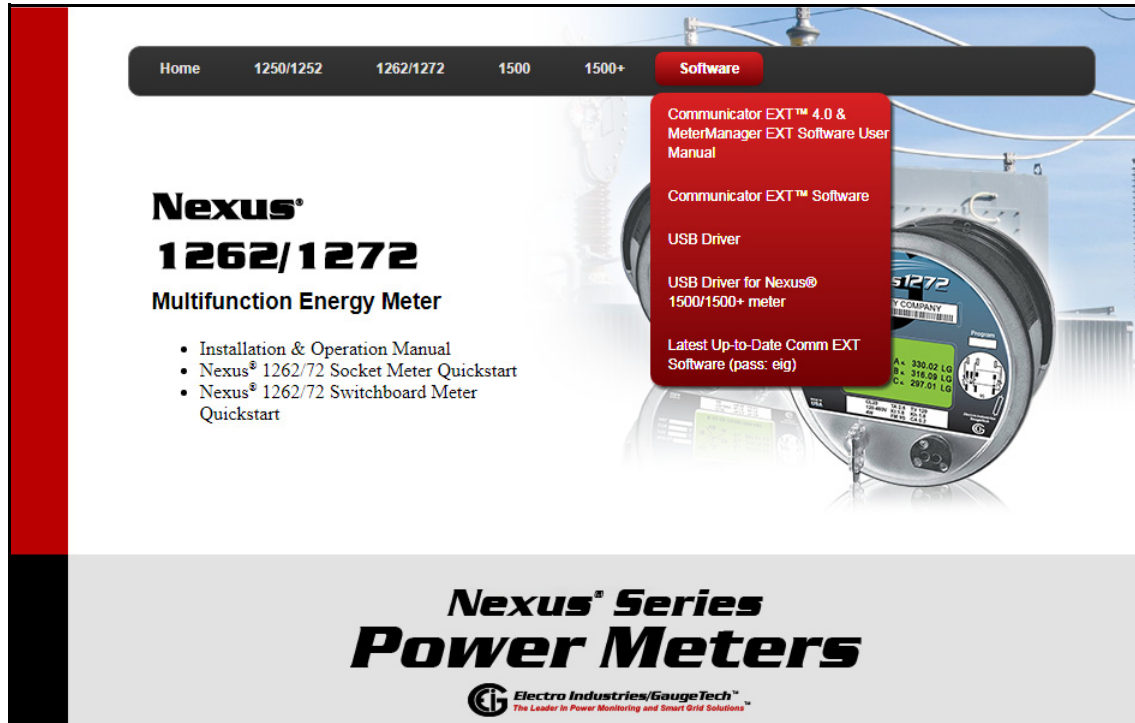 Home 1250/1252 1262/1272 1500 1500+ Software
Communicator EXT™ 4.0 &
MeterManager EXT Software User
Manual
Communicator EXT™ Software
USB Driver
USB Driver for Nexus®
1500/1500+ meter
Latest Up-to-Date Comm EXT
Software (pass: eig)
Nexus®
1262/1272
Multifunction Energy Meter
• Installation & Operation Manual
• Nexus® 1262/72 Socket Meter Quickstart
• Nexus® 1262/72 Switchboard Meter
Quickstart
s1272
Y COMPANY
Program
A 330.02 LG
B 316.09 LG
C 297.01 LG
Nexus® Series
Power Meters
EIG Electro Industries/GaugeTech™
The Leader In Power Monitoring and Smart Grid Solutions™